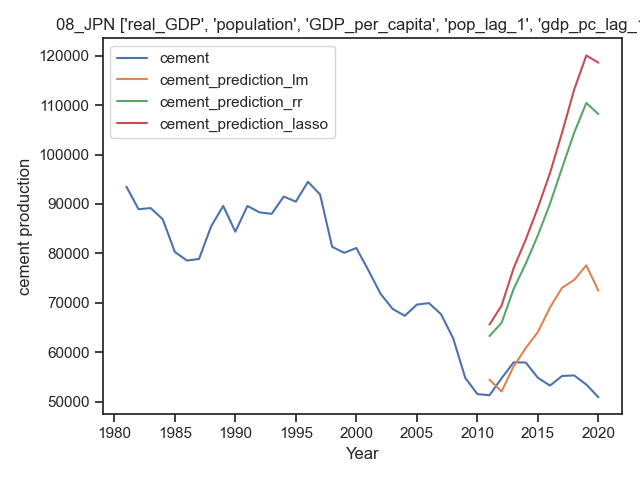 08_JPN ['real_GDP', 'population', 'GDP_per_capita', 'pop_lag_1', 'gdp_pc_lag_1
cement
cement_prediction_lm
cement_prediction_rr
cement_prediction_lasso
120000
110000
100000
90000
80000
70000
60000
50000
cement production
1980 1985 1990 1995 2000 2005 2010 2015 2020
Year